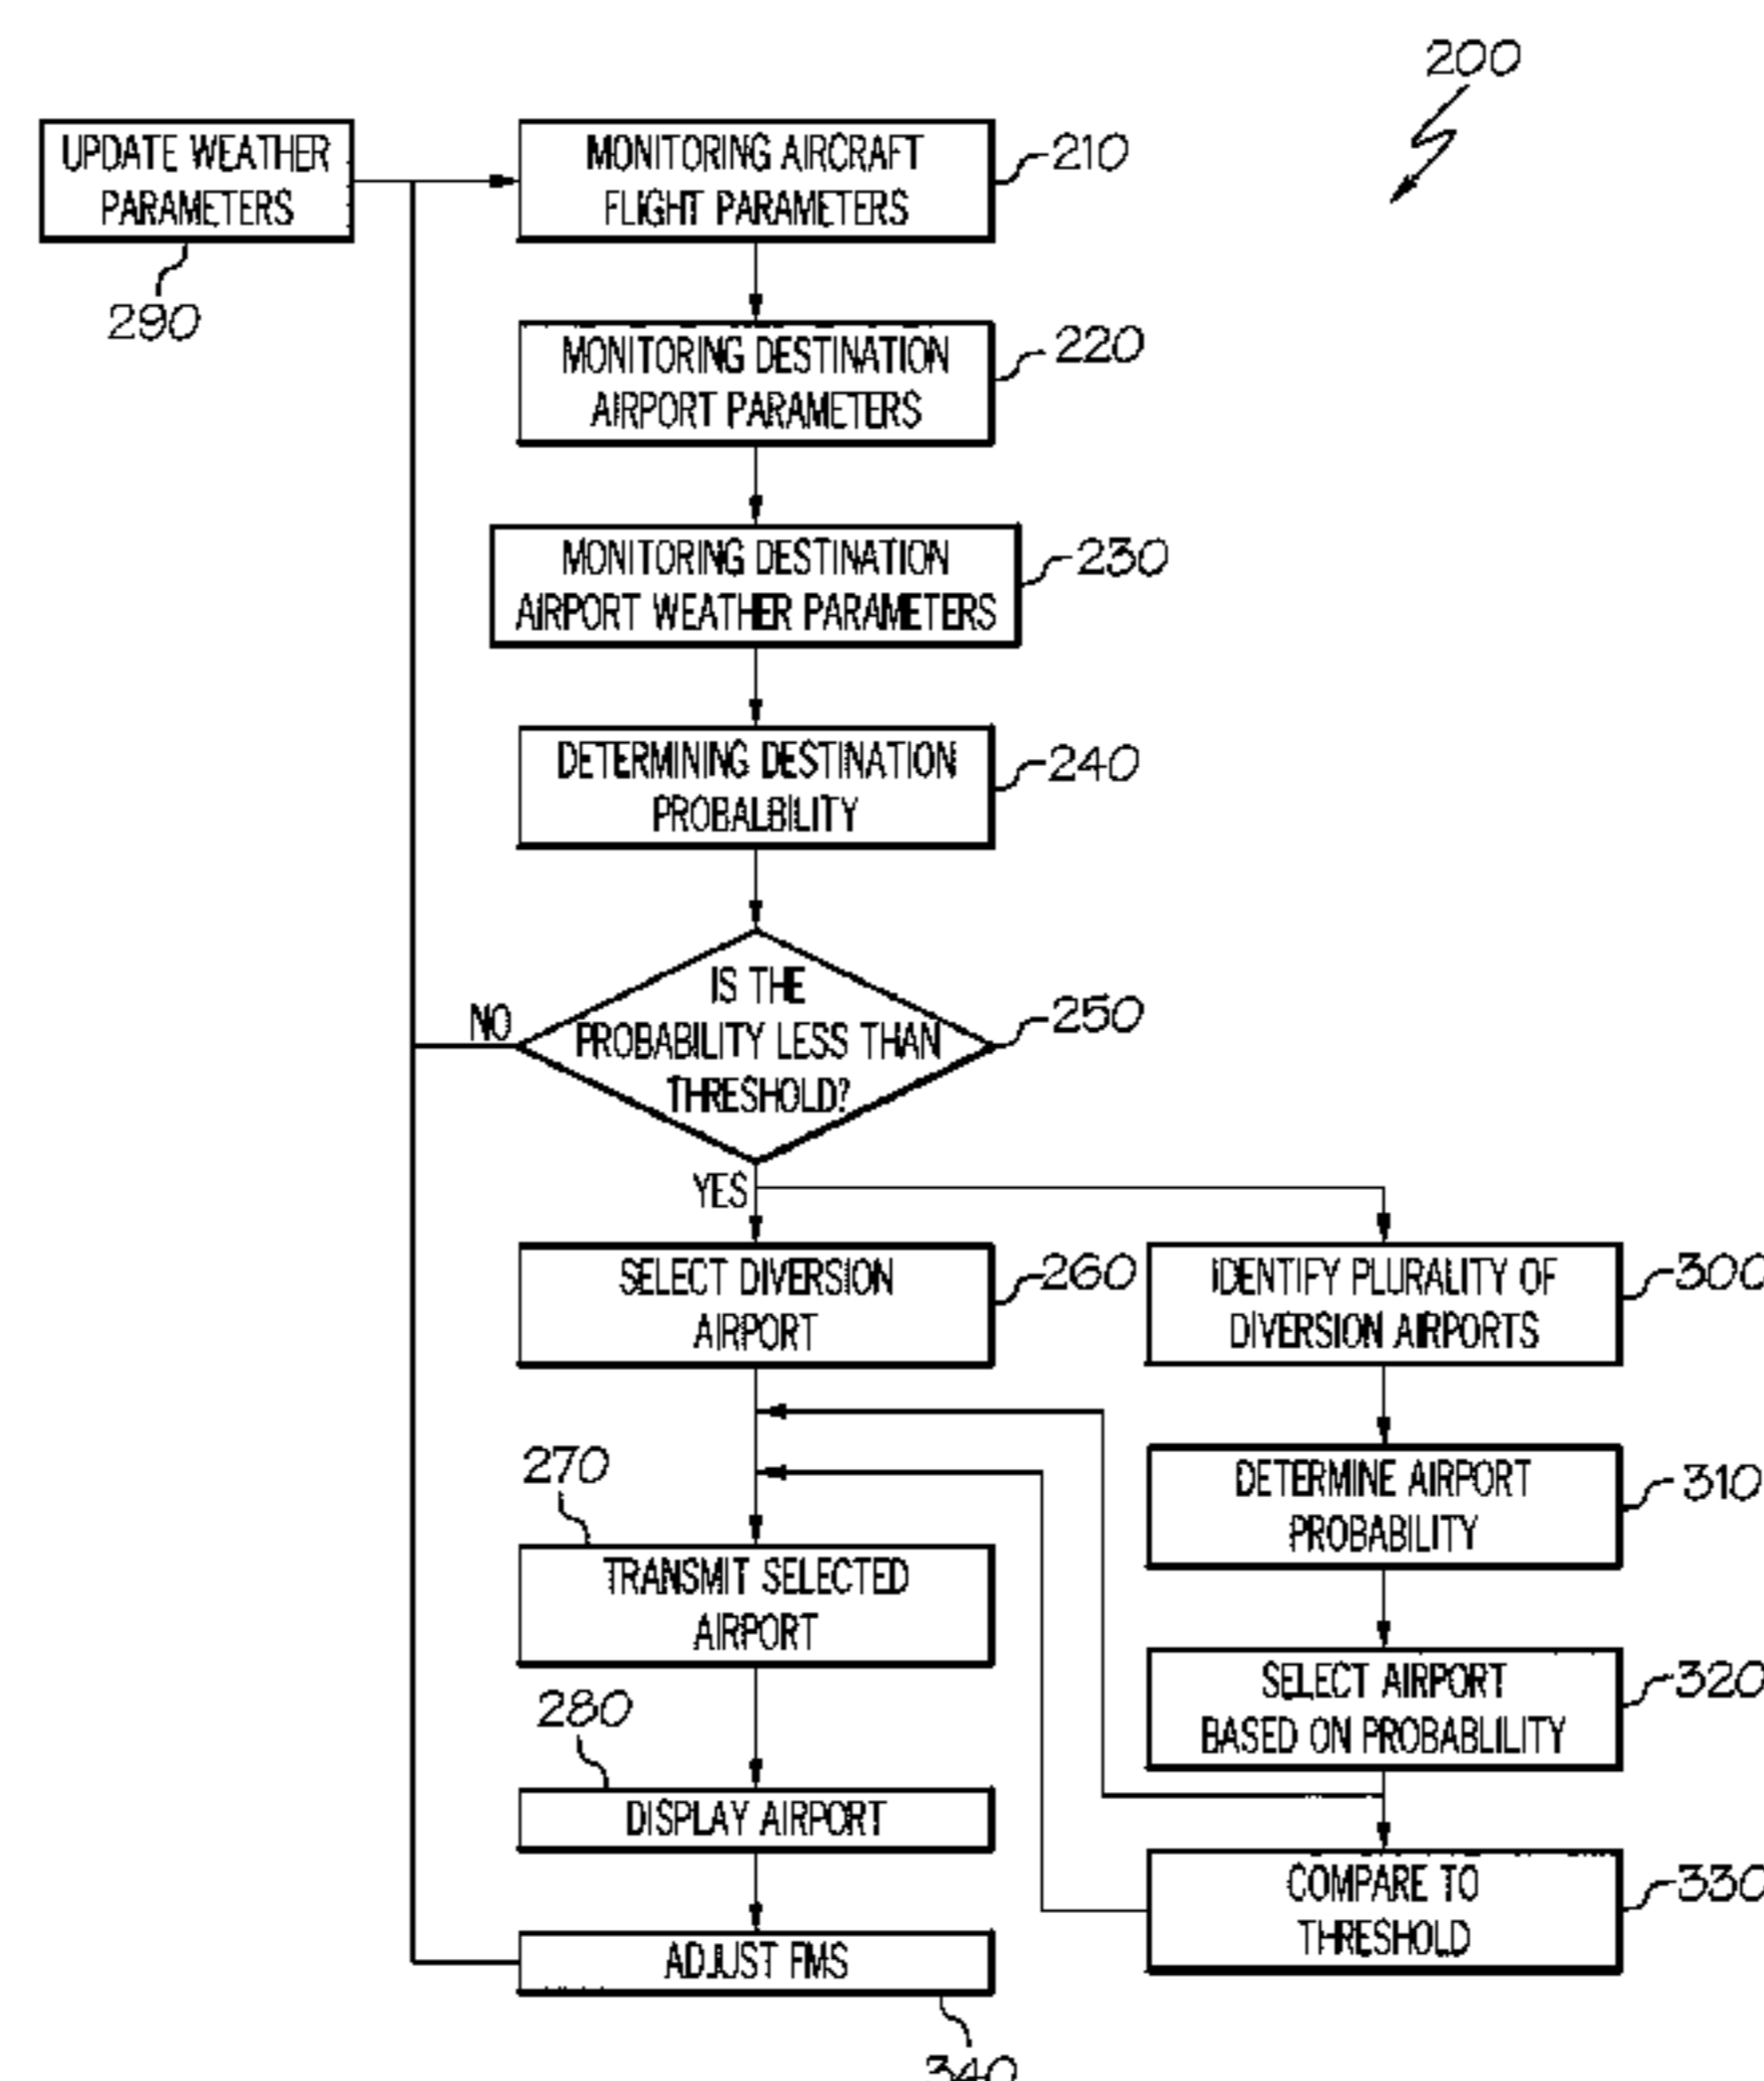 200
UPDATE WEATHER
PARAMETERS
290
MONITORING AIRCRAFT
FLIGHT PARAMETERS
210
MONITORING DESTINATION
AIRPORT PARAMETERS
220
MONITORING DESTINATION
AIRPORT WEATHER PARAMETERS
230
DETERMINING DESTINATION
PROBALBILITY
240
IS THE
PROBABILITY LESS THAN
THRESHOLD?
250
NO
YES
SELECT DIVERSION
AIRPORT
260
IDENTIFY PLURALITY OF
DIVERSION AIRPORTS
300
270
TRANSMIT SELECTED
AIRPORT
DETERMINE AIRPORT
PROBABILITY
310
280
DISPLAY AIRPORT
SELECT AIRPORT
BASED ON PROBABLILITY
320
COMPARE TO
THRESHOLD
330
ADJUST FMS
340